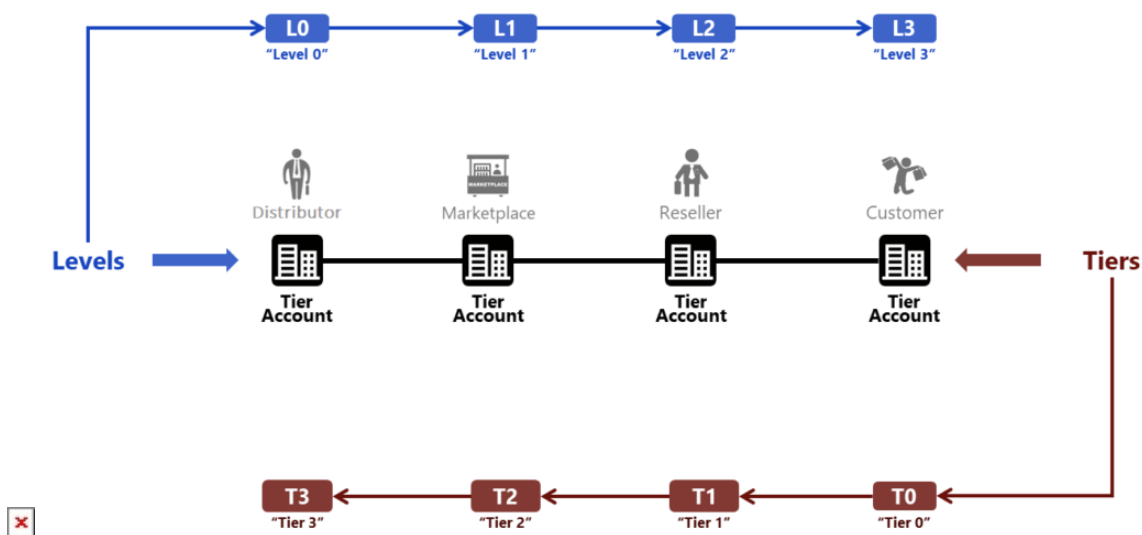 L0 L1 L2 L3
“Level 0” “Level 1” “Level 2” “Level 3”
MARKETPLACE
Distributor Marketplace Reseller Customer
Levels Tiers
Tier Tier Tier Tier
Account Account Account Account
T3 T2 T1 T0
“Tier 3” “Tier 2” “Tier 1” “Tier 0”